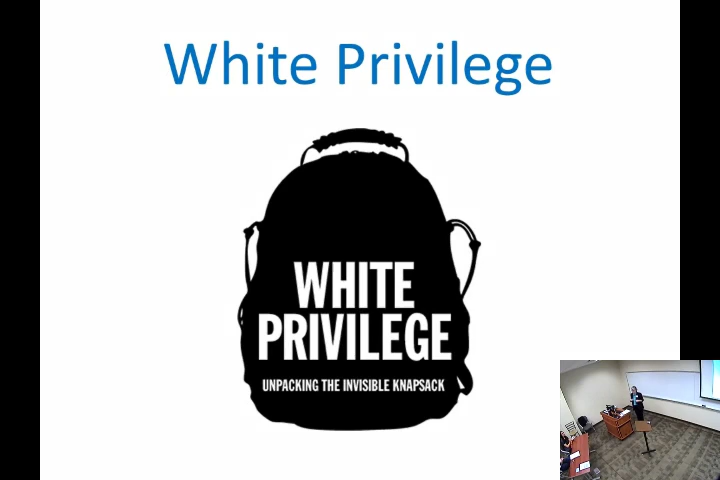 White Privilege
WHITE
PRIVILEGE
UNPACKING THE INVISIBLE KNAPSACK